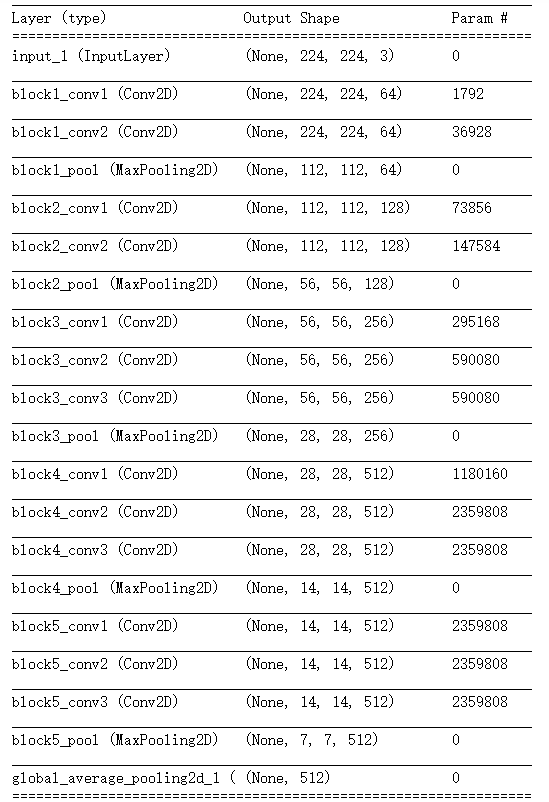 Layer (type) Output Shape Param #
input_1 (InputLayer) (None, 224, 224, 3) 0
block1_conv1 (Conv2D) (None, 224, 224, 64) 1792
block1_conv2 (Conv2D) (None, 224, 224, 64) 36928
block1_pool (MaxPooling2D) (None, 112, 112, 64) 0
block2_conv1 (Conv2D) (None, 112, 112, 128) 73856
block2_conv2 (Conv2D) (None, 112, 112, 128) 147584
block2_pool (MaxPooling2D) (None, 56, 56, 128) 0
block3_conv1 (Conv2D) (None, 56, 56, 256) 295168
block3_conv2 (Conv2D) (None, 56, 56, 256) 590080
block3_conv3 (Conv2D) (None, 56, 56, 256) 590080
block3_pool (MaxPooling2D) (None, 28, 28, 256) 0
block4_conv1 (Conv2D) (None, 28, 28, 512) 1180160
block4_conv2 (Conv2D) (None, 28, 28, 512) 2359808
block4_conv3 (Conv2D) (None, 28, 28, 512) 2359808
block4_pool (MaxPooling2D) (None, 14, 14, 512) 0
block5_conv1 (Conv2D) (None, 14, 14, 512) 2359808
block5_conv2 (Conv2D) (None, 14, 14, 512) 2359808
block5_conv3 (Conv2D) (None, 14, 14, 512) 2359808
block5_pool (MaxPooling2D) (None, 7, 7, 512) 0
global_average_pooling2d_1 ( (None, 512) 0